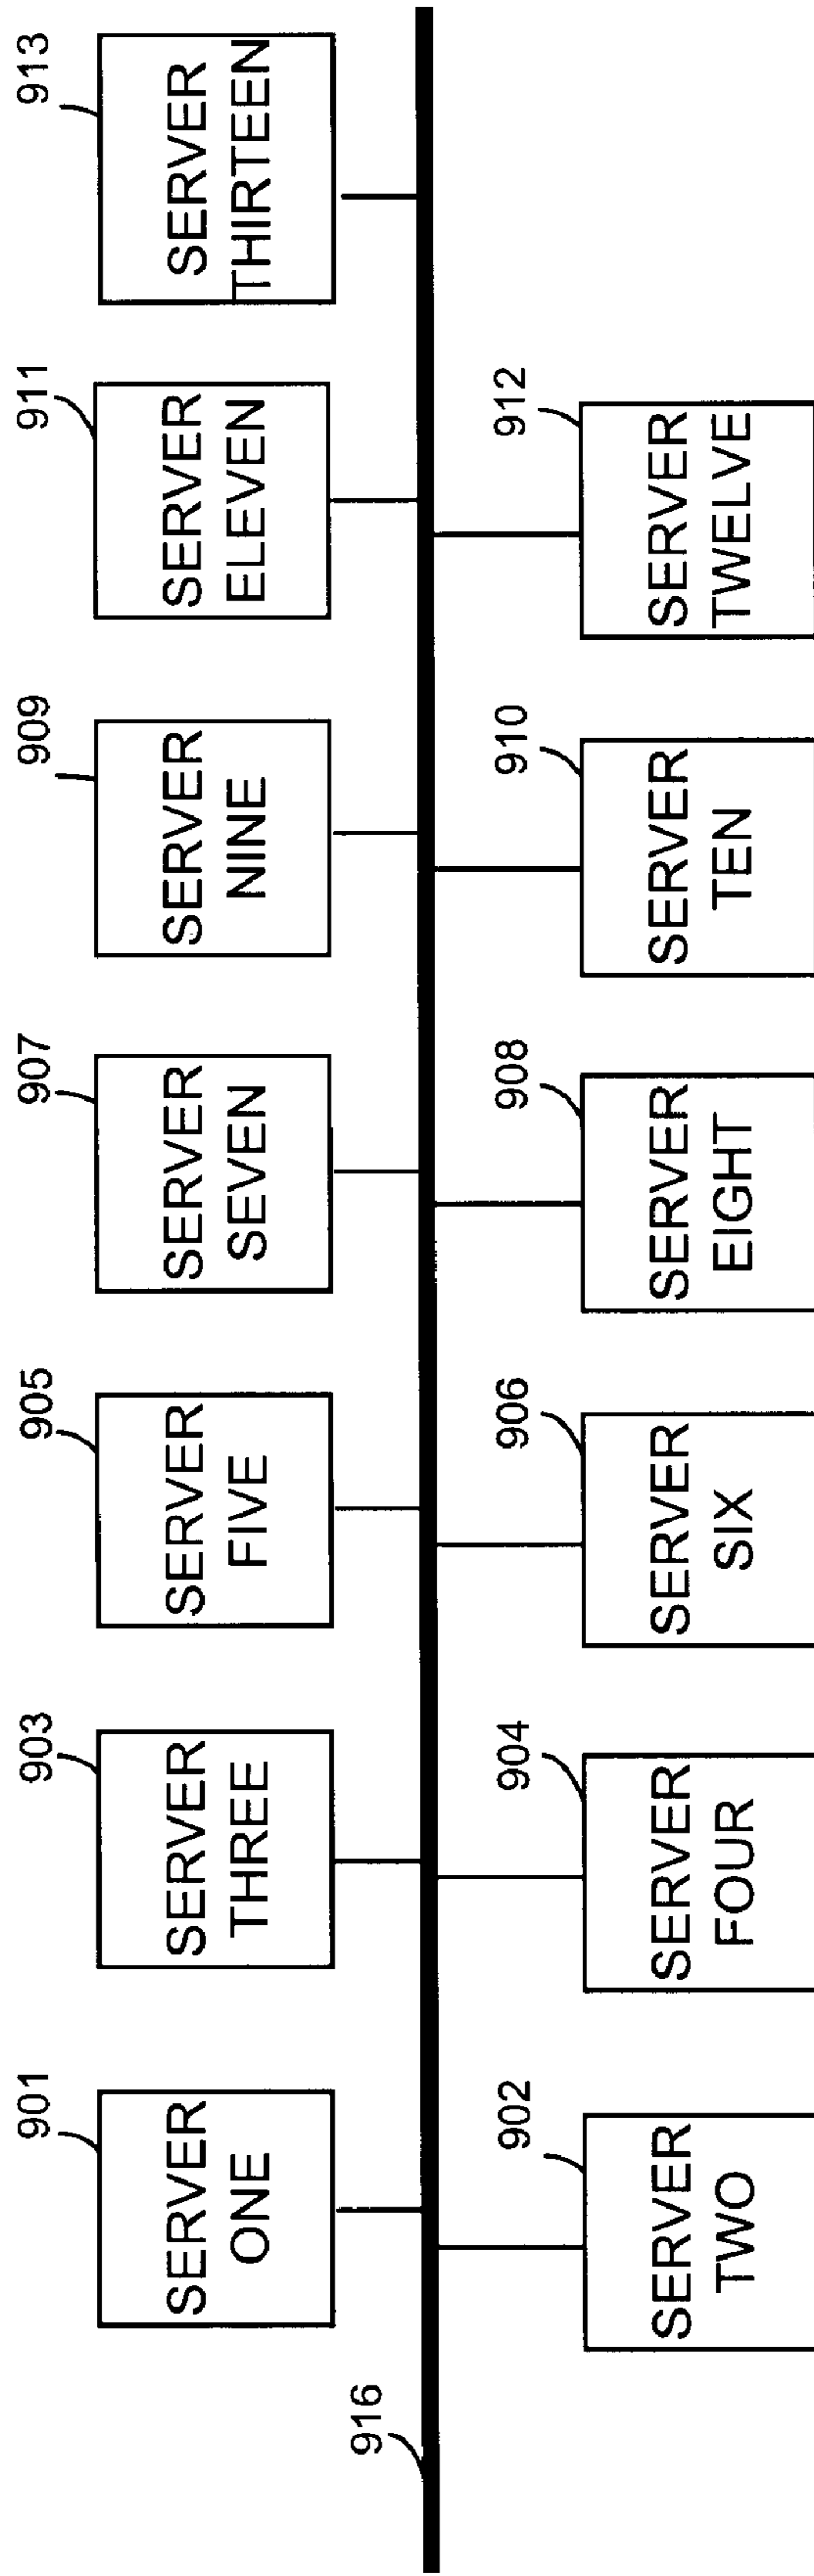 901
SERVER
ONE
903
SERVER
THREE
905
SERVER
FIVE
907
SERVER
SEVEN
909
SERVER
NINE
911
SERVER
ELEVEN
913
SERVER
THIRTEEN
916
902
SERVER
TWO
904
SERVER
FOUR
906
SERVER
SIX
908
SERVER
EIGHT
910
SERVER
TEN
912
SERVER
TWELVE